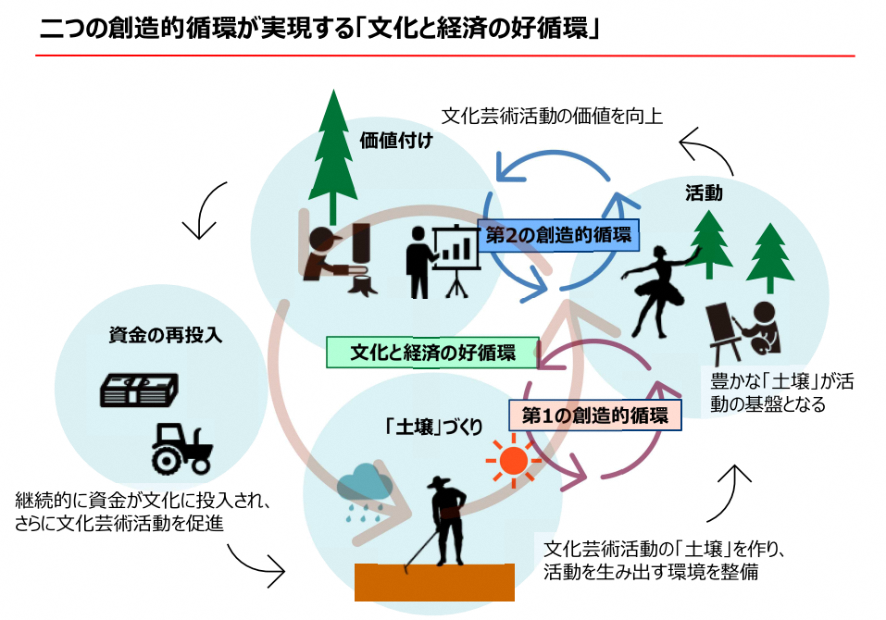 二つの創造的循環が実現する「文化と経済の好循環」
文化芸術活動の価値を向上
価値付け
活動
第2の創造的循環
資金の再投入
文化と経済の好循環
豊かな「土壌」が活
動の基盤となる
第1の創造的循環
「土壌」づくり
継続的に資金が文化に投入され、
さらに文化芸術活動を促進
文化芸術活動の「土壌」を作り、
活動を生み出す環境を整備